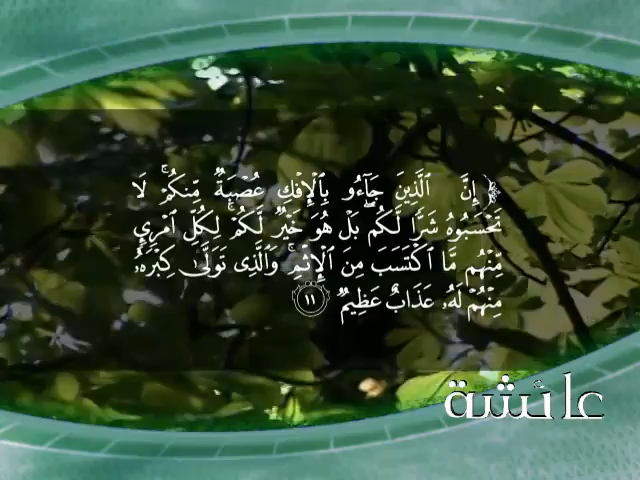 ﴿ إِنَّ ٱلَّذِينَ جَآءُو بِٱلْإِفْكِ عُصْبَةٌ مِّنكُمْ ۚ لَا
تَحْسَبُوهُ شَرًّا لَّكُم ۖ بَلْ هُوَ خَيْرٌ لَّكُمْ ۚ لِكُلِّ ٱمْرِئٍ
مِّنْهُم مَّا ٱكْتَسَبَ مِنَ ٱلْإِثْمِ ۚ وَٱلَّذِى تَوَلَّىٰ كِبْرَهُۥ
مِنْهُمْ لَهُۥ عَذَابٌ عَظِيمٌ ١١
عائشة